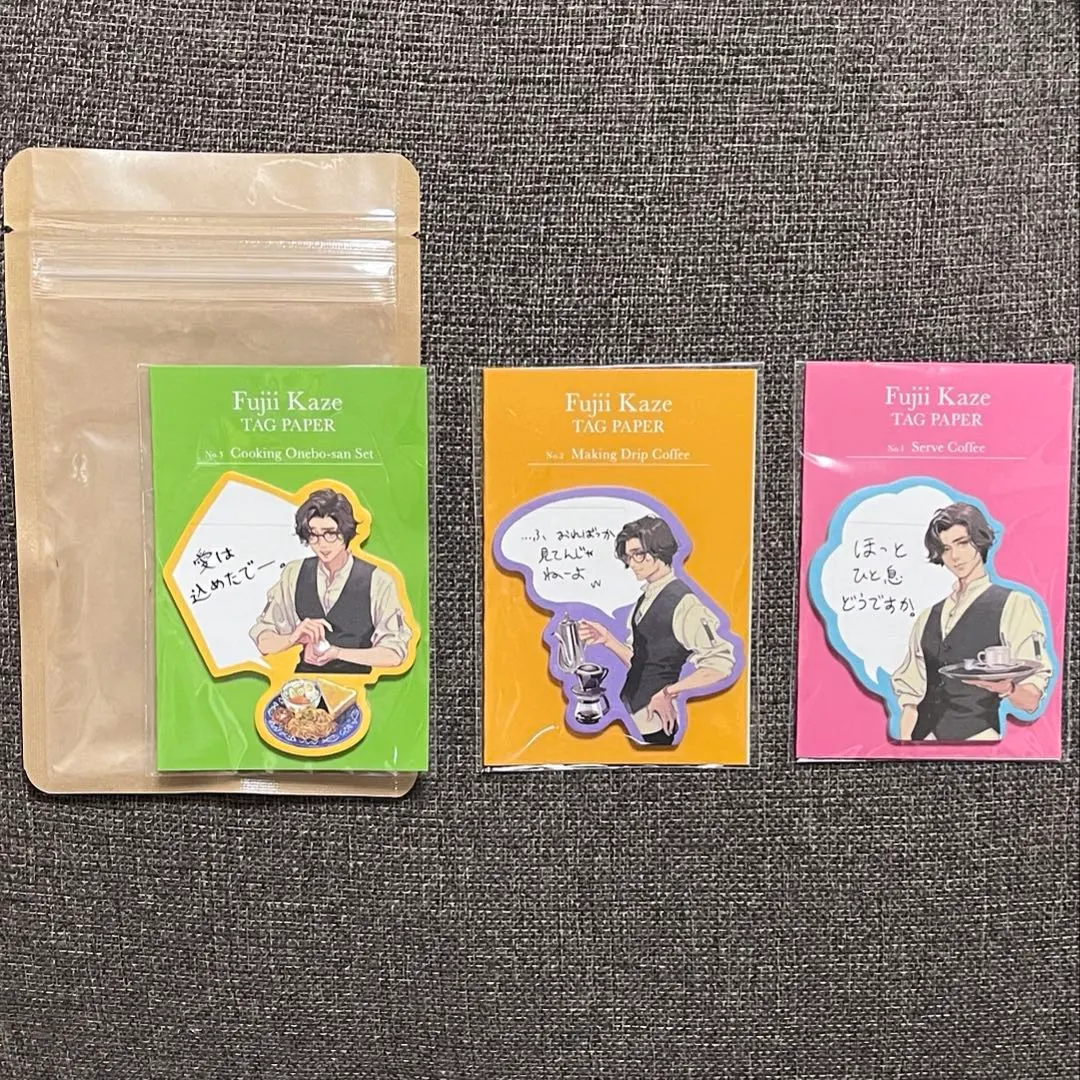 Fujii Kaze
TAG PAPER
No.3 Cooking Onebo-san Set
愛は
込めたでー。
Fujii Kaze
TAG PAPER
No.2 Making Drip Coffee
...ふ おればっか
見てんじゃ
ねーよw
Fujii Kaze
TAG PAPER
No.1 Serve Coffee
ほっと
ひと息
どうですか。